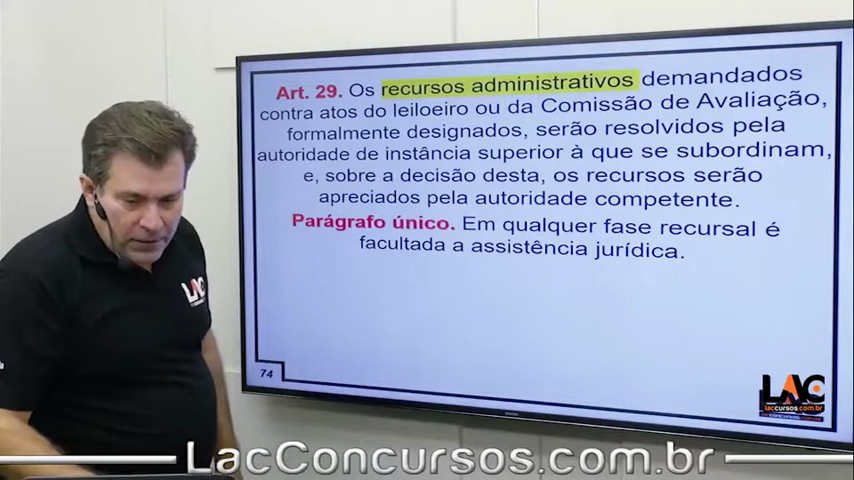 Art. 29. Os recursos administrativos demandados
contra atos do leiloeiro ou da Comissão de Avaliação,
formalmente designados, serão resolvidos pela
autoridade de instância superior à que se subordinam,
e, sobre a decisão desta, os recursos serão
apreciados pela autoridade competente.
Parágrafo único. Em qualquer fase recursal é
facultada a assistência jurídica.
LAC
74
LAC
laccursos.com.br
LacConcursos.com.br